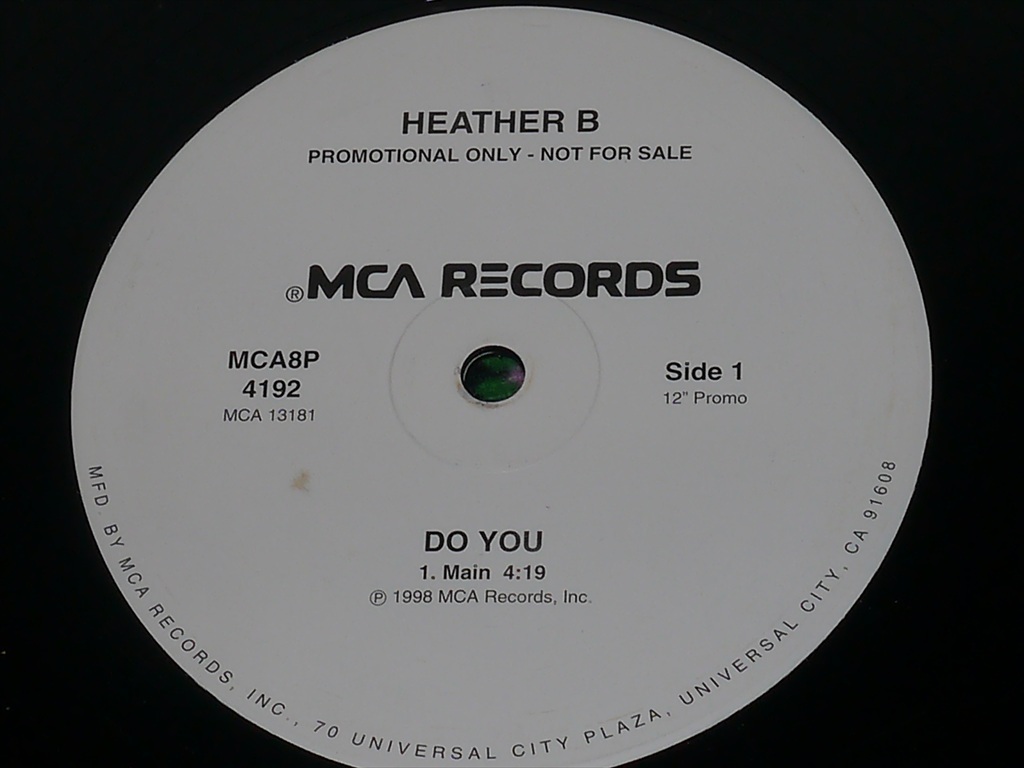 HEATHER B
PROMOTIONAL ONLY - NOT FOR SALE
®MCA RECORDS
MCA8P
4192
MCA 13181
Side 1
12" Promo
DO YOU
1. Main 4:19
℗ 1998 MCA Records, Inc.
MFD. BY MCA RECORDS, INC., 70 UNIVERSAL CITY PLAZA, UNIVERSAL CITY, CA 91608